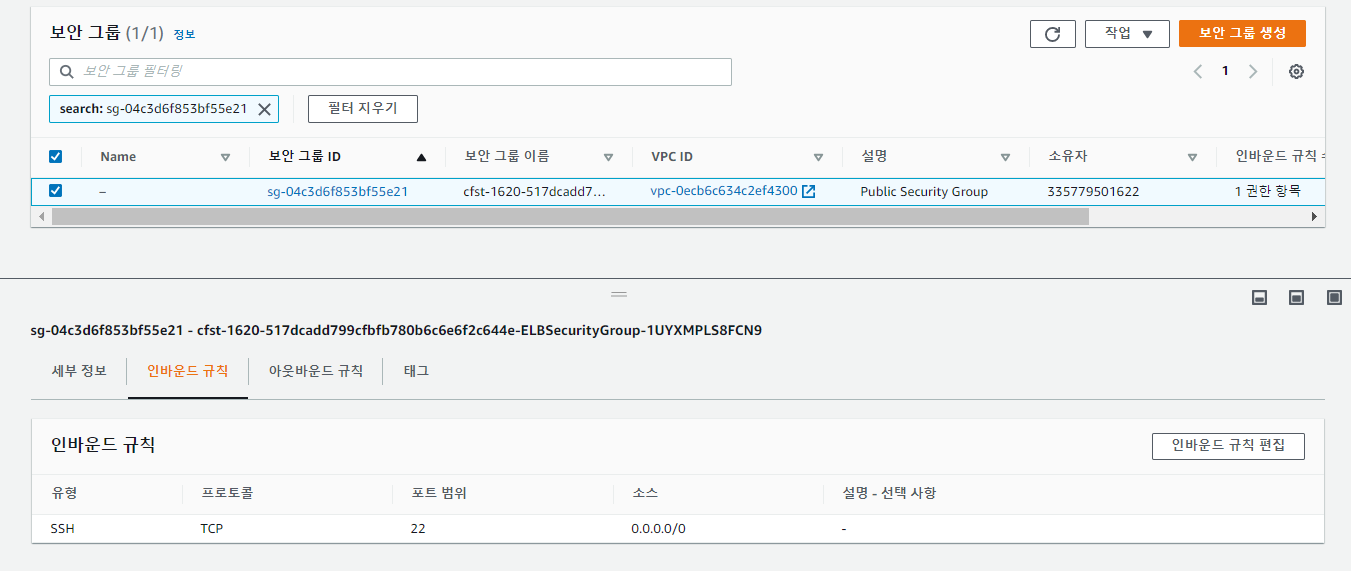 보안 그룹 (1/1) 정보
작업
보안 그룹 생성
보안 그룹 필터링
1
search: sg-04c3d6f853bf55e21
필터 지우기
Name 보안 그룹 ID 보안 그룹 이름 VPC ID 설명 소유자 인바운드 규칙
– sg-04c3d6f853bf55e21 cfst-1620-517dcadd7... vpc-0ecb6c634c2ef4300 Public Security Group 335779501622 1 권한 항목
sg-04c3d6f853bf55e21 - cfst-1620-517dcadd799cfbfb780b6c6e6f2c644e-ELBSecurityGroup-1UYXMPLS8FCN9
세부 정보 인바운드 규칙 아웃바운드 규칙 태그
인바운드 규칙
인바운드 규칙 편집
유형 프로토콜 포트 범위 소스 설명 - 선택 사항
SSH TCP 22 0.0.0.0/0 -